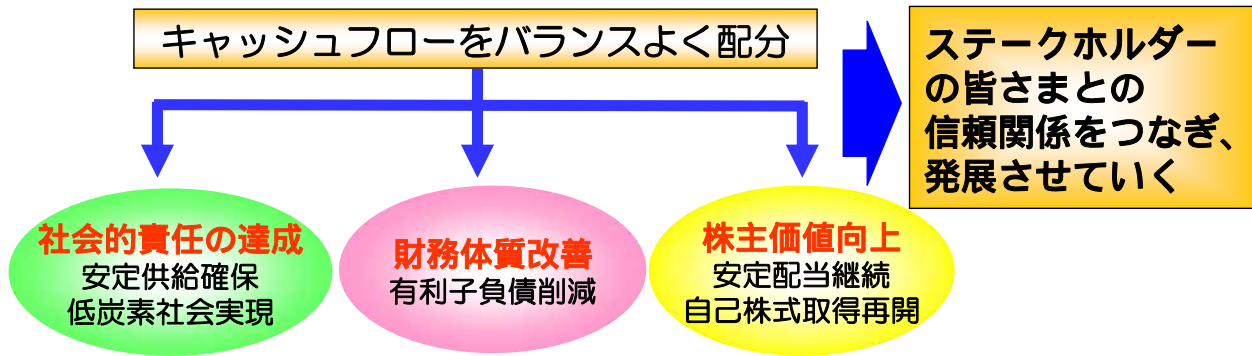 キャッシュフローをバランスよく配分
ステークホルダー
の皆さまとの
信頼関係をつなぎ、
発展させていく
社会的責任の達成
安定供給確保
低炭素社会実現
財務体質改善
有利子負債削減
株主価値向上
安定配当継続
自己株式取得再開